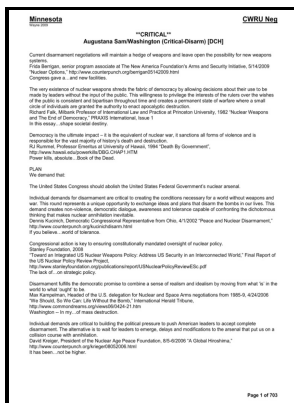 Minnesota CWRU Neg
**CRITICAL**
Augustana Sam/Washington (Critical-Disarm) [DCH]
Current disarmament negotiations will maintain a hedge of weapons and leave open the possibility for new weapons
systems.
Frida Berrigan, senior program associate at The New America Foundation's Arms and Security Initiative, 5/14/2009
"Nuclear Options," http://www.counterpunch.org/berrigan05142009.html
Congress gave a…and new facilities.
The very existence of nuclear weapons shreds the fabric of democracy by allowing decisions about their use to be
made by leaders without the input of the public. This willingness to privilege the interests of the rulers over the wishes
of the public is consistent and bipartisan throughout time and creates a permanent state of warfare where a small
circle of individuals are granted the authority to enact apocalyptic destruction.
Richard Falk, Milbank Professor of International Law and Practice at Princeton University, 1982 "Nuclear Weapons
and The End of Democracy," PRAXIS International, Issue 1
In this essay…shape societal destiny.
Democracy is the ultimate impact – it is the equivalent of nuclear war, it sanctions all forms of violence and is
responsible for the vast majority of history's death and destruction.
RJ Rummel, Professor Emeritus at University of Hawaii, 1994 "Death By Government",
http://www.hawaii.edu/powerkills/DBG.CHAP1.HTM
Power kills, absolute…Book of the Dead.
PLAN:
We demand that:
The United States Congress should abolish the United States Federal Government's nuclear arsenal.
Individual demands for disarmament are critical to creating the conditions necessary for a world without weapons and
war. This round represents a unique opportunity to exchange ideas and plans that disarm the bombs in our lives. This
demand creates non-violence, democratic dialogue, awareness and tolerance capable of confronting the dichotomous
thinking that makes nuclear annihilation inevitable.
Dennis Kucinich, Democratic Congressional Representative from Ohio, 4/1/2002 "Peace and Nuclear Disarmament,"
http://www.counterpunch.org/kucinichdisarm.html
If you believe…world of tolerance.
Congressional action is key to ensuring constitutionally mandated oversight of nuclear policy.
Stanley Foundation, 2008
"Toward an Integrated US Nuclear Weapons Policy: Address US Security in an Interconnected World," Final Report of
the US Nuclear Policy Review Project,
http://www.stanleyfoundation.org/publications/report/USNuclearPolicyReviewESc.pdf
The lack of…on strategic policy.
Disarmament fulfills the democratic promise to combine a sense of realism and idealism by moving from what 'is' in the
world to what 'ought' to be
Max Kampelman, Headed of the U.S. delegation for Nuclear and Space Arms negotiations from 1985-9, 4/24/2006
"We Should, So We Can: Life Without the Bomb," International Herald Tribune,
http://www.commondreams.org/views06/0424-21.htm
Washington – In my…of mass destruction.
Individual demands are critical to building the political pressure to push American leaders to accept complete
disarmament. The alternative is to wait for leaders to emerge, delays and modifications to the arsenal that put us on a
collision course with annihilation.
David Krieger, President of the Nuclear Age Peace Foundation, 8/5-6/2006 "A Global Hiroshima,"
http://www.counterpunch.org/krieger08052006.html
It has been…not be higher.
Page 1 of 703